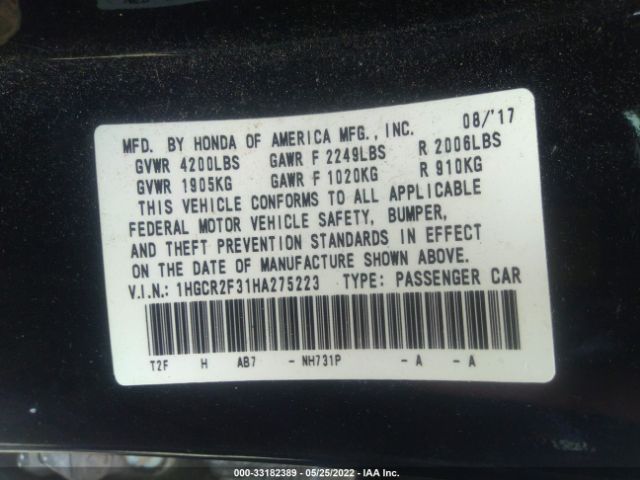 MFD. BY HONDA OF AMERICA MFG., INC. 08/'17
GVWR 4200LBS GAWR F 2249LBS R 2006LBS
GVWR 1905KG GAWR F 1020KG R 910KG
THIS VEHICLE CONFORMS TO ALL APPLICABLE
FEDERAL MOTOR VEHICLE SAFETY, BUMPER,
AND THEFT PREVENTION STANDARDS IN EFFECT
ON THE DATE OF MANUFACTURE SHOWN ABOVE.
V.I.N.: 1HGCR2F31HA275223 TYPE: PASSENGER CAR
T2F H AB7 - NH731P - A - A
000-33182389 - 05/25/2022 - IAA Inc.